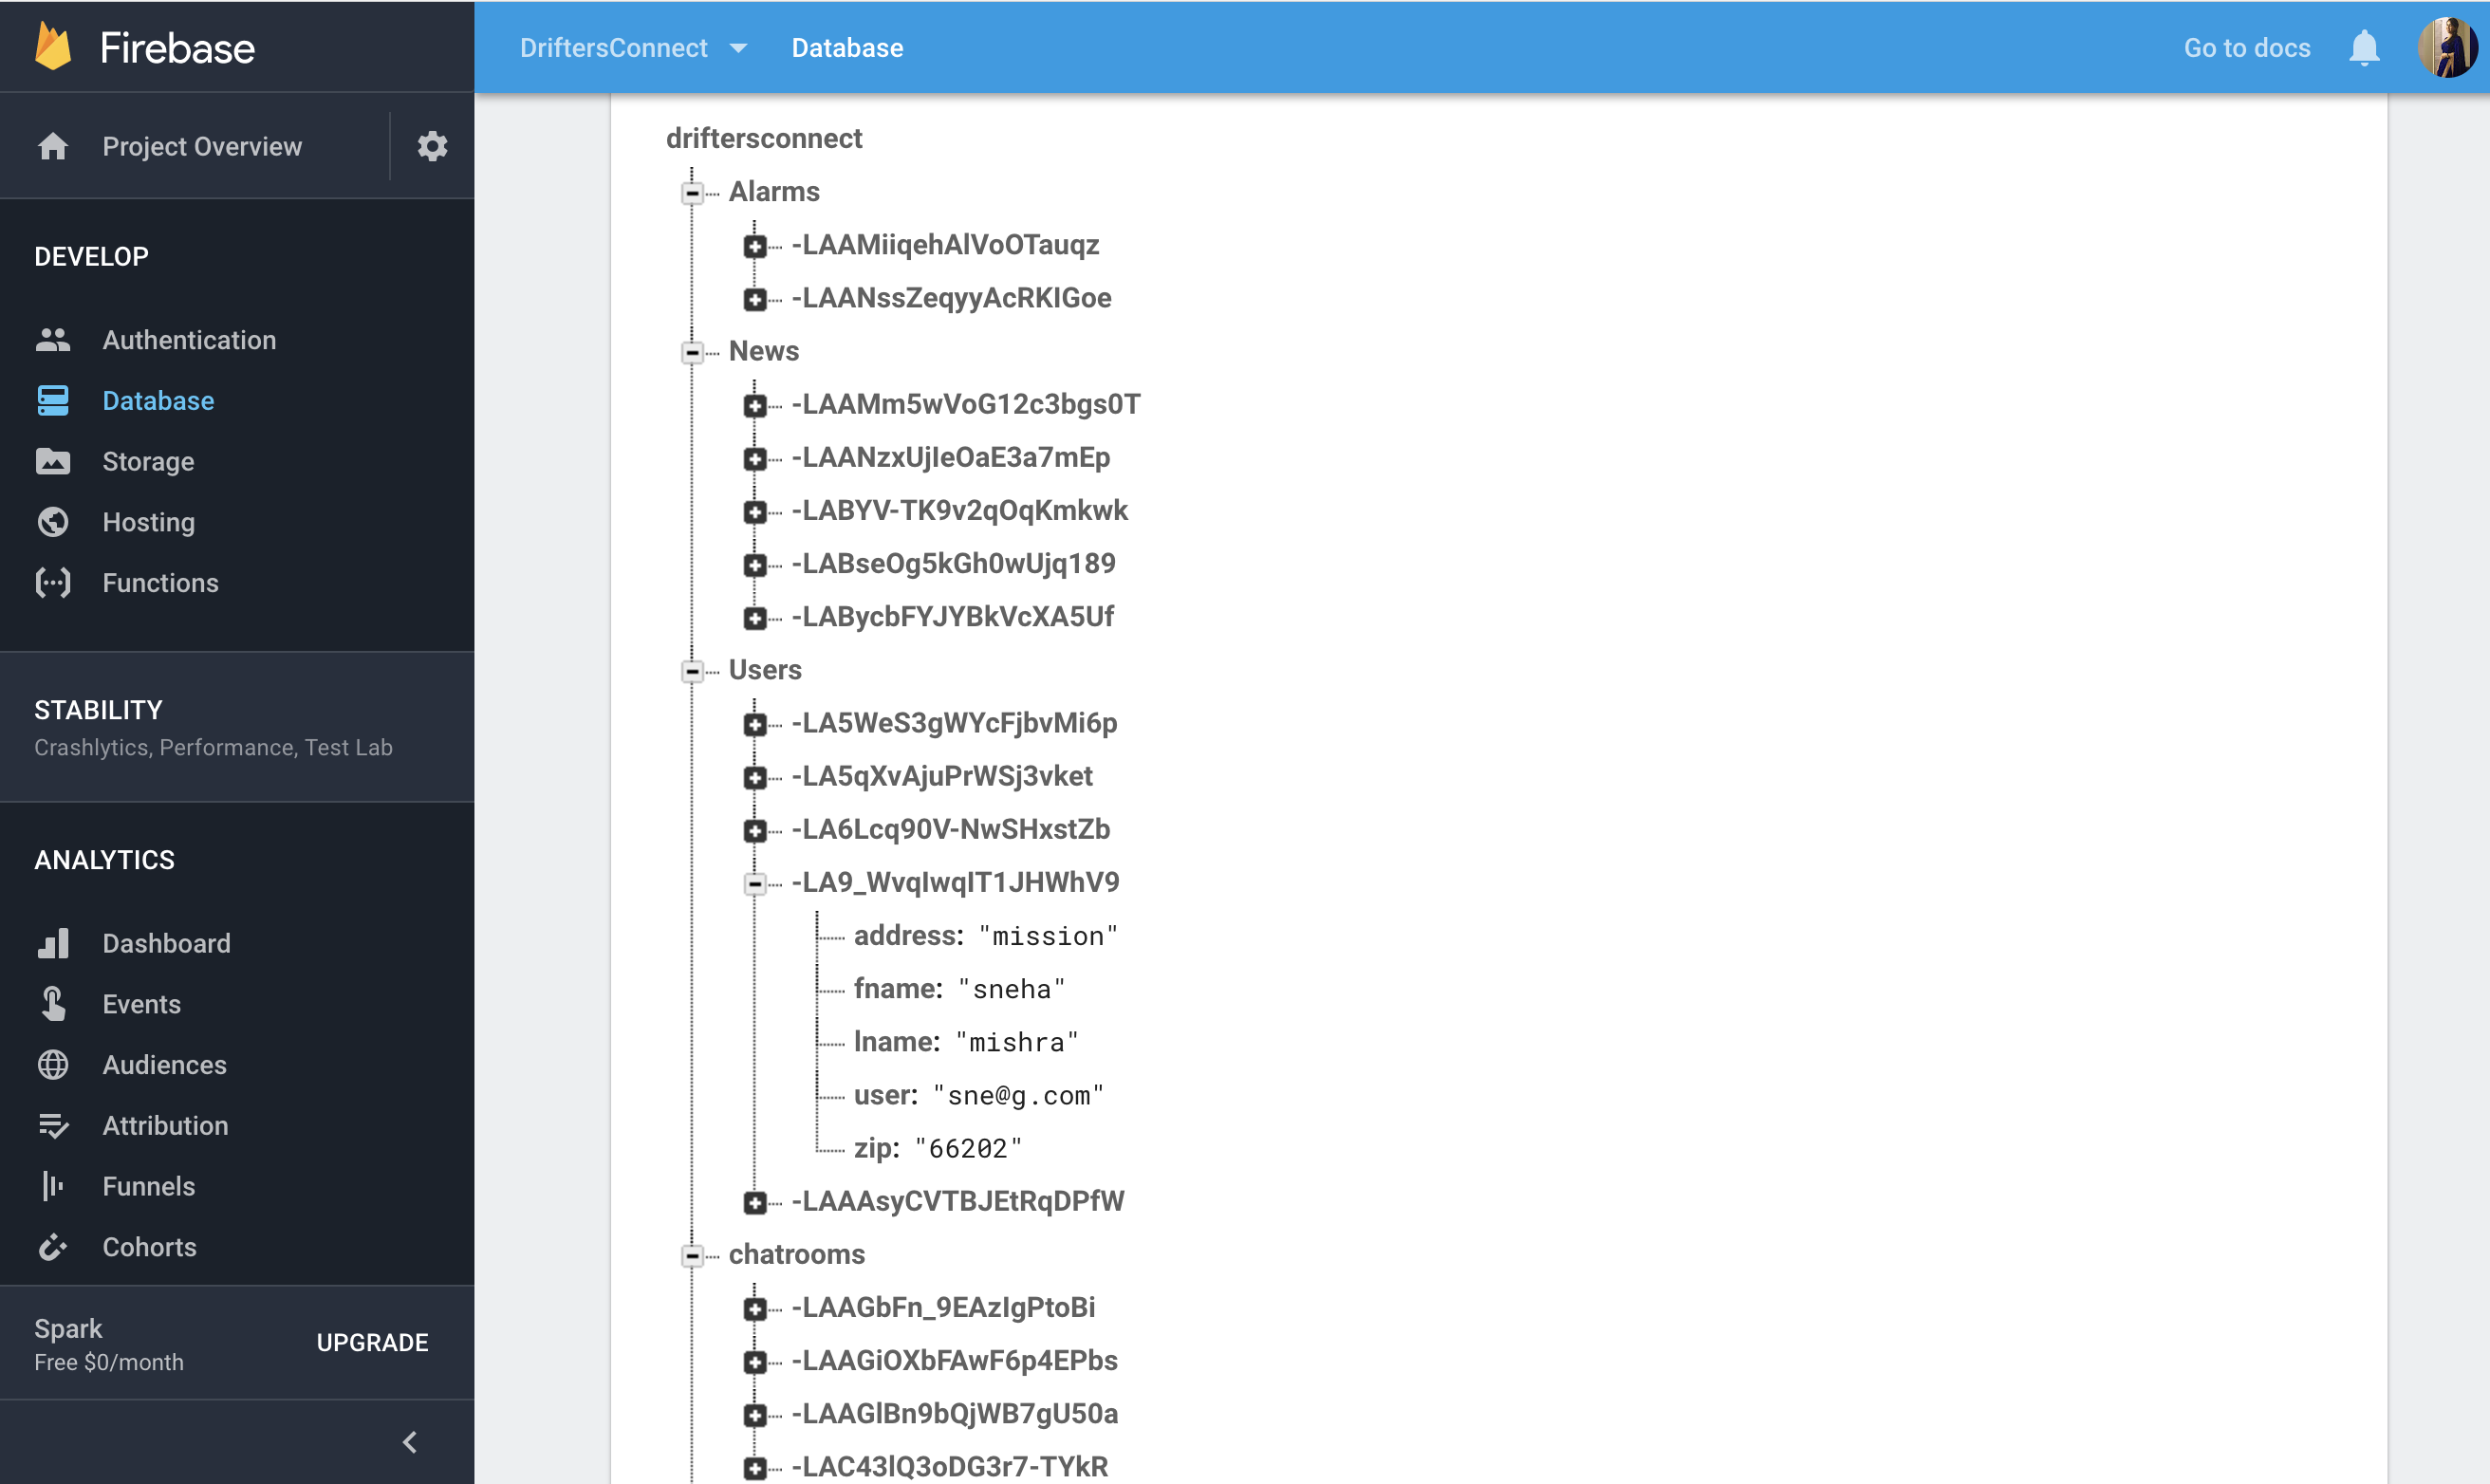 Firebase
Project Overview
DEVELOP
Authentication
Database
Storage
Hosting
Functions
STABILITY
Crashlytics, Performance, Test Lab
ANALYTICS
Dashboard
Events
Audiences
Attribution
Funnels
Cohorts
Spark
Free $0/month
UPGRADE
DriftersConnect
Database
Go to docs
driftersconnect
Alarms
-LAAMiiqehAlVoOTauqz
-LAANssZeqyyAcRKIGoe
News
-LAAMm5wVoG12c3bgs0T
-LAANzxUjIeOaE3a7mEp
-LABYV-TK9v2qOqKmkwk
-LABseOg5kGh0wUjq189
-LABycbFYJYBkVcXA5Uf
Users
-LA5WeS3gWYcFjbvMi6p
-LA5qXvAjuPrWSj3vket
-LA6Lcq90V-NwSHxstZb
-LA9_WvqIwqIT1JHWhV9
address: "mission"
fname: "sneha"
lname: "mishra"
user: "sne@g.com"
zip: "66202"
-LAAAsyCVTBJEtRqDPfW
chatrooms
-LAAGbFn_9EAzIgPtoBi
-LAAGiOXbFAwF6p4EPbs
-LAAGlBn9bQjWB7gU50a
-LAC43lQ3oDG3r7-TYkR